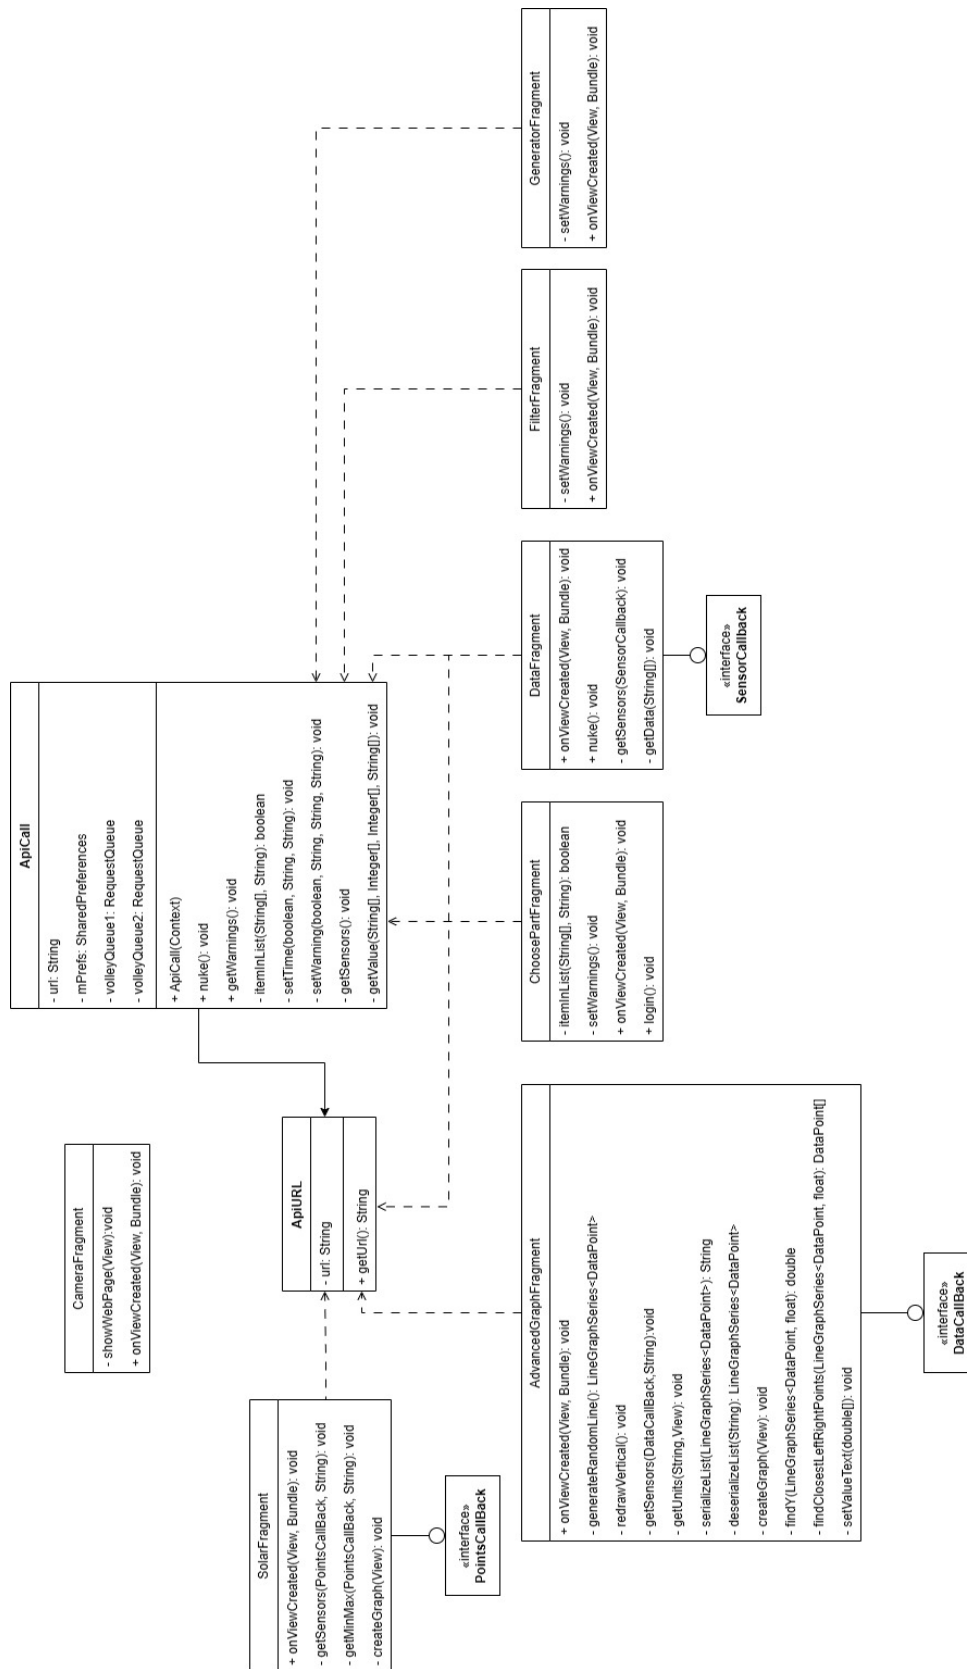 SolarFragment
+ onViewCreated(View, Bundle): void
- getSensors(PointsCallBack, String): void
- getMinMax(PointsCallBack, String): void
- createGraph(View): void
«interface»
PointsCallBack
CameraFragment
- showWebPage(View):void
+ onViewCreated(View, Bundle): void
ApiURL
- url: String
+ getUrl(): String
ApiCall
- url: String
- mPrefs: SharedPreferences
- volleyQueue1: RequestQueue
- volleyQueue2: RequestQueue
+ ApiCall(Context)
+ nuke(): void
+ getWarnings(): void
- itemInList(String[], String): boolean
- setTime(boolean, String, String): void
- setWarning(boolean, String, String, String): void
- getSensors(): void
- getValue(String[], Integer[], Integer[], String[]): void
AdvancedGraphFragment
+ onViewCreated(View, Bundle): void
- generateRandomLine(): LineGraphSeries<DataPoint>
- redrawVertical(): void
- getSensors(DataCallBack,String):void
- getUnits(String,View): void
- serializeList(LineGraphSeries<DataPoint>): String
- deserializeList(String): LineGraphSeries<DataPoint>
- createGraph(View): void
- findY(LineGraphSeries<DataPoint, float): double
- findClosestLeftRightPoints(LineGraphSeries<DataPoint, float): DataPoint[]
- setValueText(double[]): void
«interface»
DataCallBack
ChoosePartFragment
- itemInList(String[], String): boolean
- setWarnings(): void
+ onViewCreated(View, Bundle): void
+ login(): void
DataFragment
+ onViewCreated(View, Bundle): void
+ nuke(): void
- getSensors(SensorCallback): void
- getData(String[]): void
«interface»
SensorCallback
FilterFragment
- setWarnings(): void
+ onViewCreated(View, Bundle): void
GeneratorFragment
- setWarnings(): void
+ onViewCreated(View, Bundle): void